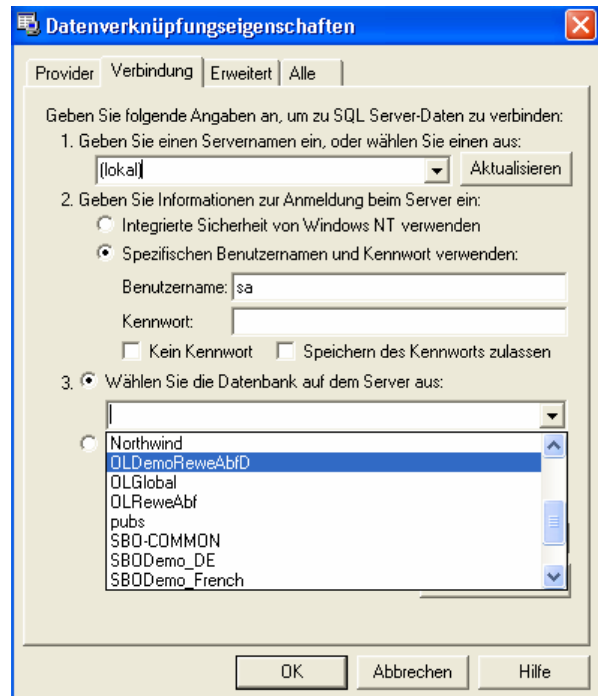 Datenverknüpfungseigenschaften
Provider Verbindung Erweitert Alle
Geben Sie folgende Angaben an, um zu SQL Server-Daten zu verbinden:
1. Geben Sie einen Servernamen ein, oder wählen Sie einen aus:
(lokal) Aktualisieren
2. Geben Sie Informationen zur Anmeldung beim Server ein:
Integrierte Sicherheit von Windows NT verwenden
Spezifischen Benutzernamen und Kennwort verwenden:
Benutzername: sa
Kennwort:
Kein Kennwort Speichern des Kennworts zulassen
3. Wählen Sie die Datenbank auf dem Server aus:
Northwind
OLDemoReweAbfD
OLGlobal
OLReweAbf
pubs
SBO-COMMON
SBODemo_DE
SBODemo_French
OK Abbrechen Hilfe